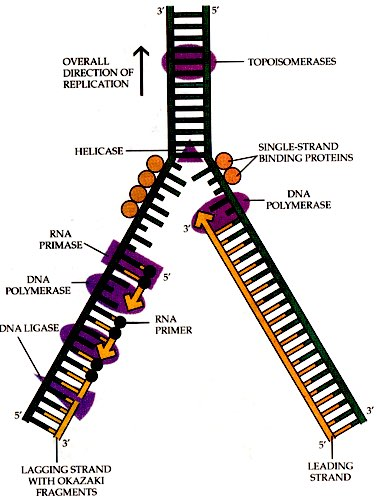 3' 5'
OVERALL
DIRECTION OF
REPLICATION
TOPOISOMERASES
HELICASE
SINGLE-STRAND
BINDING PROTEINS
DNA
POLYMERASE
3'
RNA
PRIMASE
5'
DNA
POLYMERASE
RNA
PRIMER
DNA LIGASE
5'
3'
3'
5'
LAGGING STRAND
WITH OKAZAKI
FRAGMENTS
LEADING
STRAND